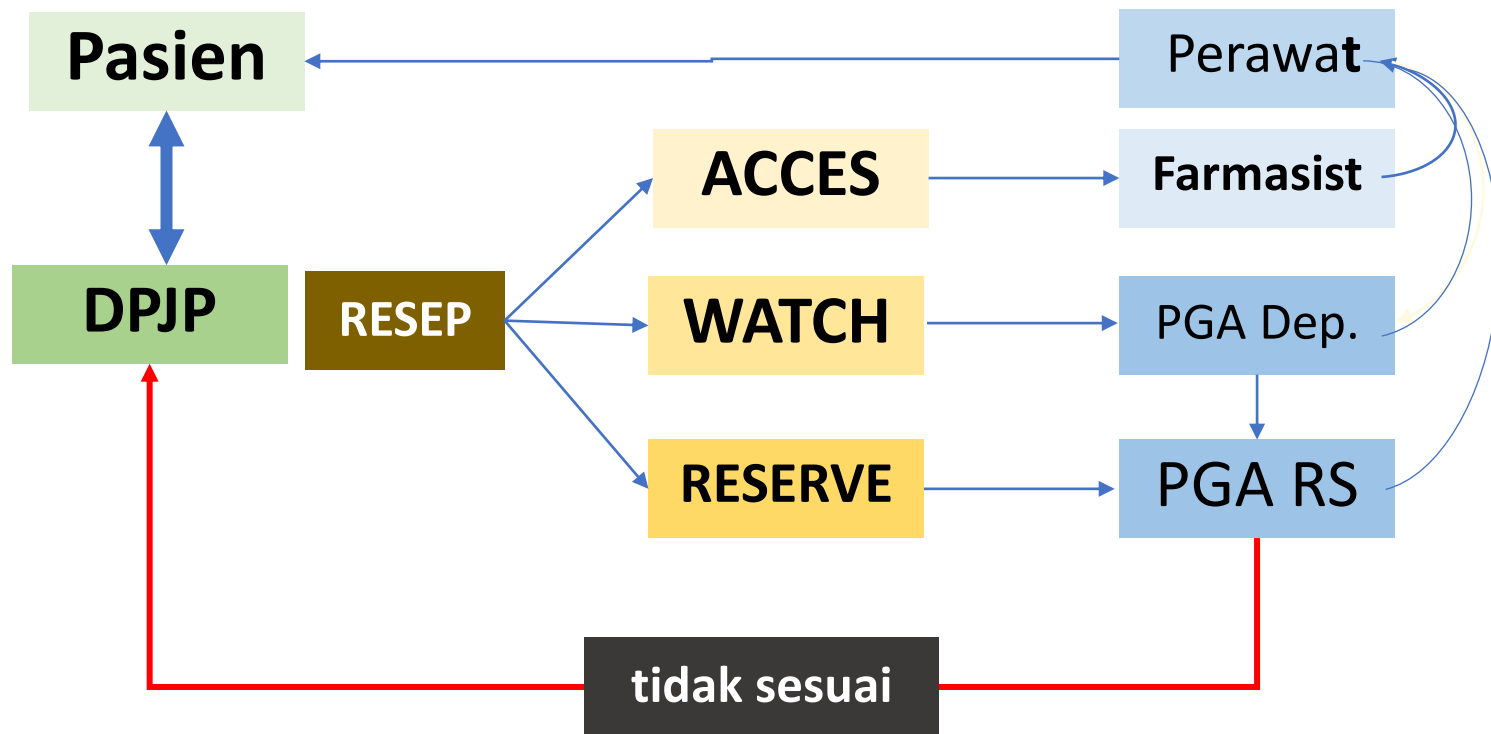 Pasien
Perawat
ACCES
Farmasist
DPJP
RESEP
WATCH
PGA Dep.
RESERVE
PGA RS
tidak sesuai